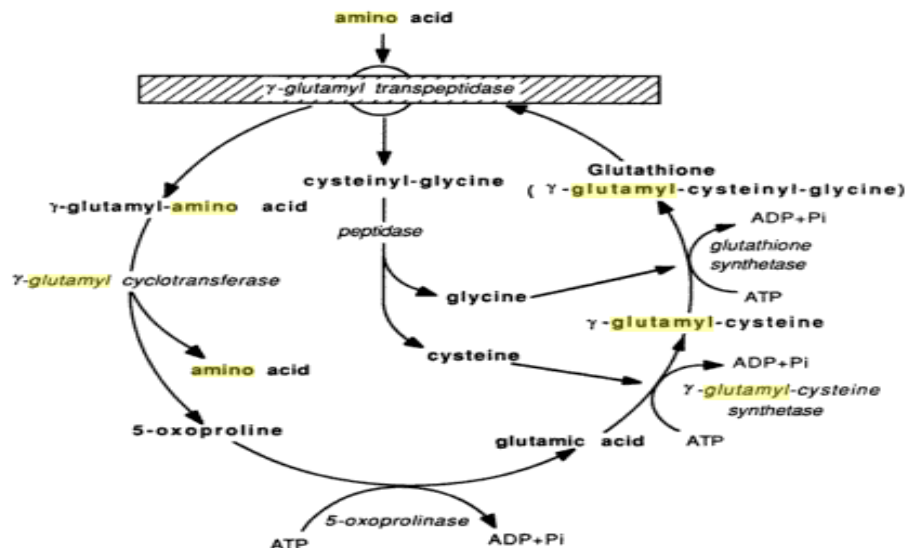 amino acid
γ-glutamyl transpeptidase
Glutathione
( γ-glutamyl-cysteinyl-glycine)
cysteinyl-glycine
γ-glutamyl-amino acid
ADP+Pi
peptidase
glutathione
synthetase
γ-glutamyl cyclotransferase
glycine
ATP
γ-glutamyl-cysteine
cysteine
amino acid
ADP+Pi
γ-glutamyl-cysteine
synthetase
5-oxoproline
glutamic acid
ATP
5-oxoprolinase
ATP
ADP+Pi